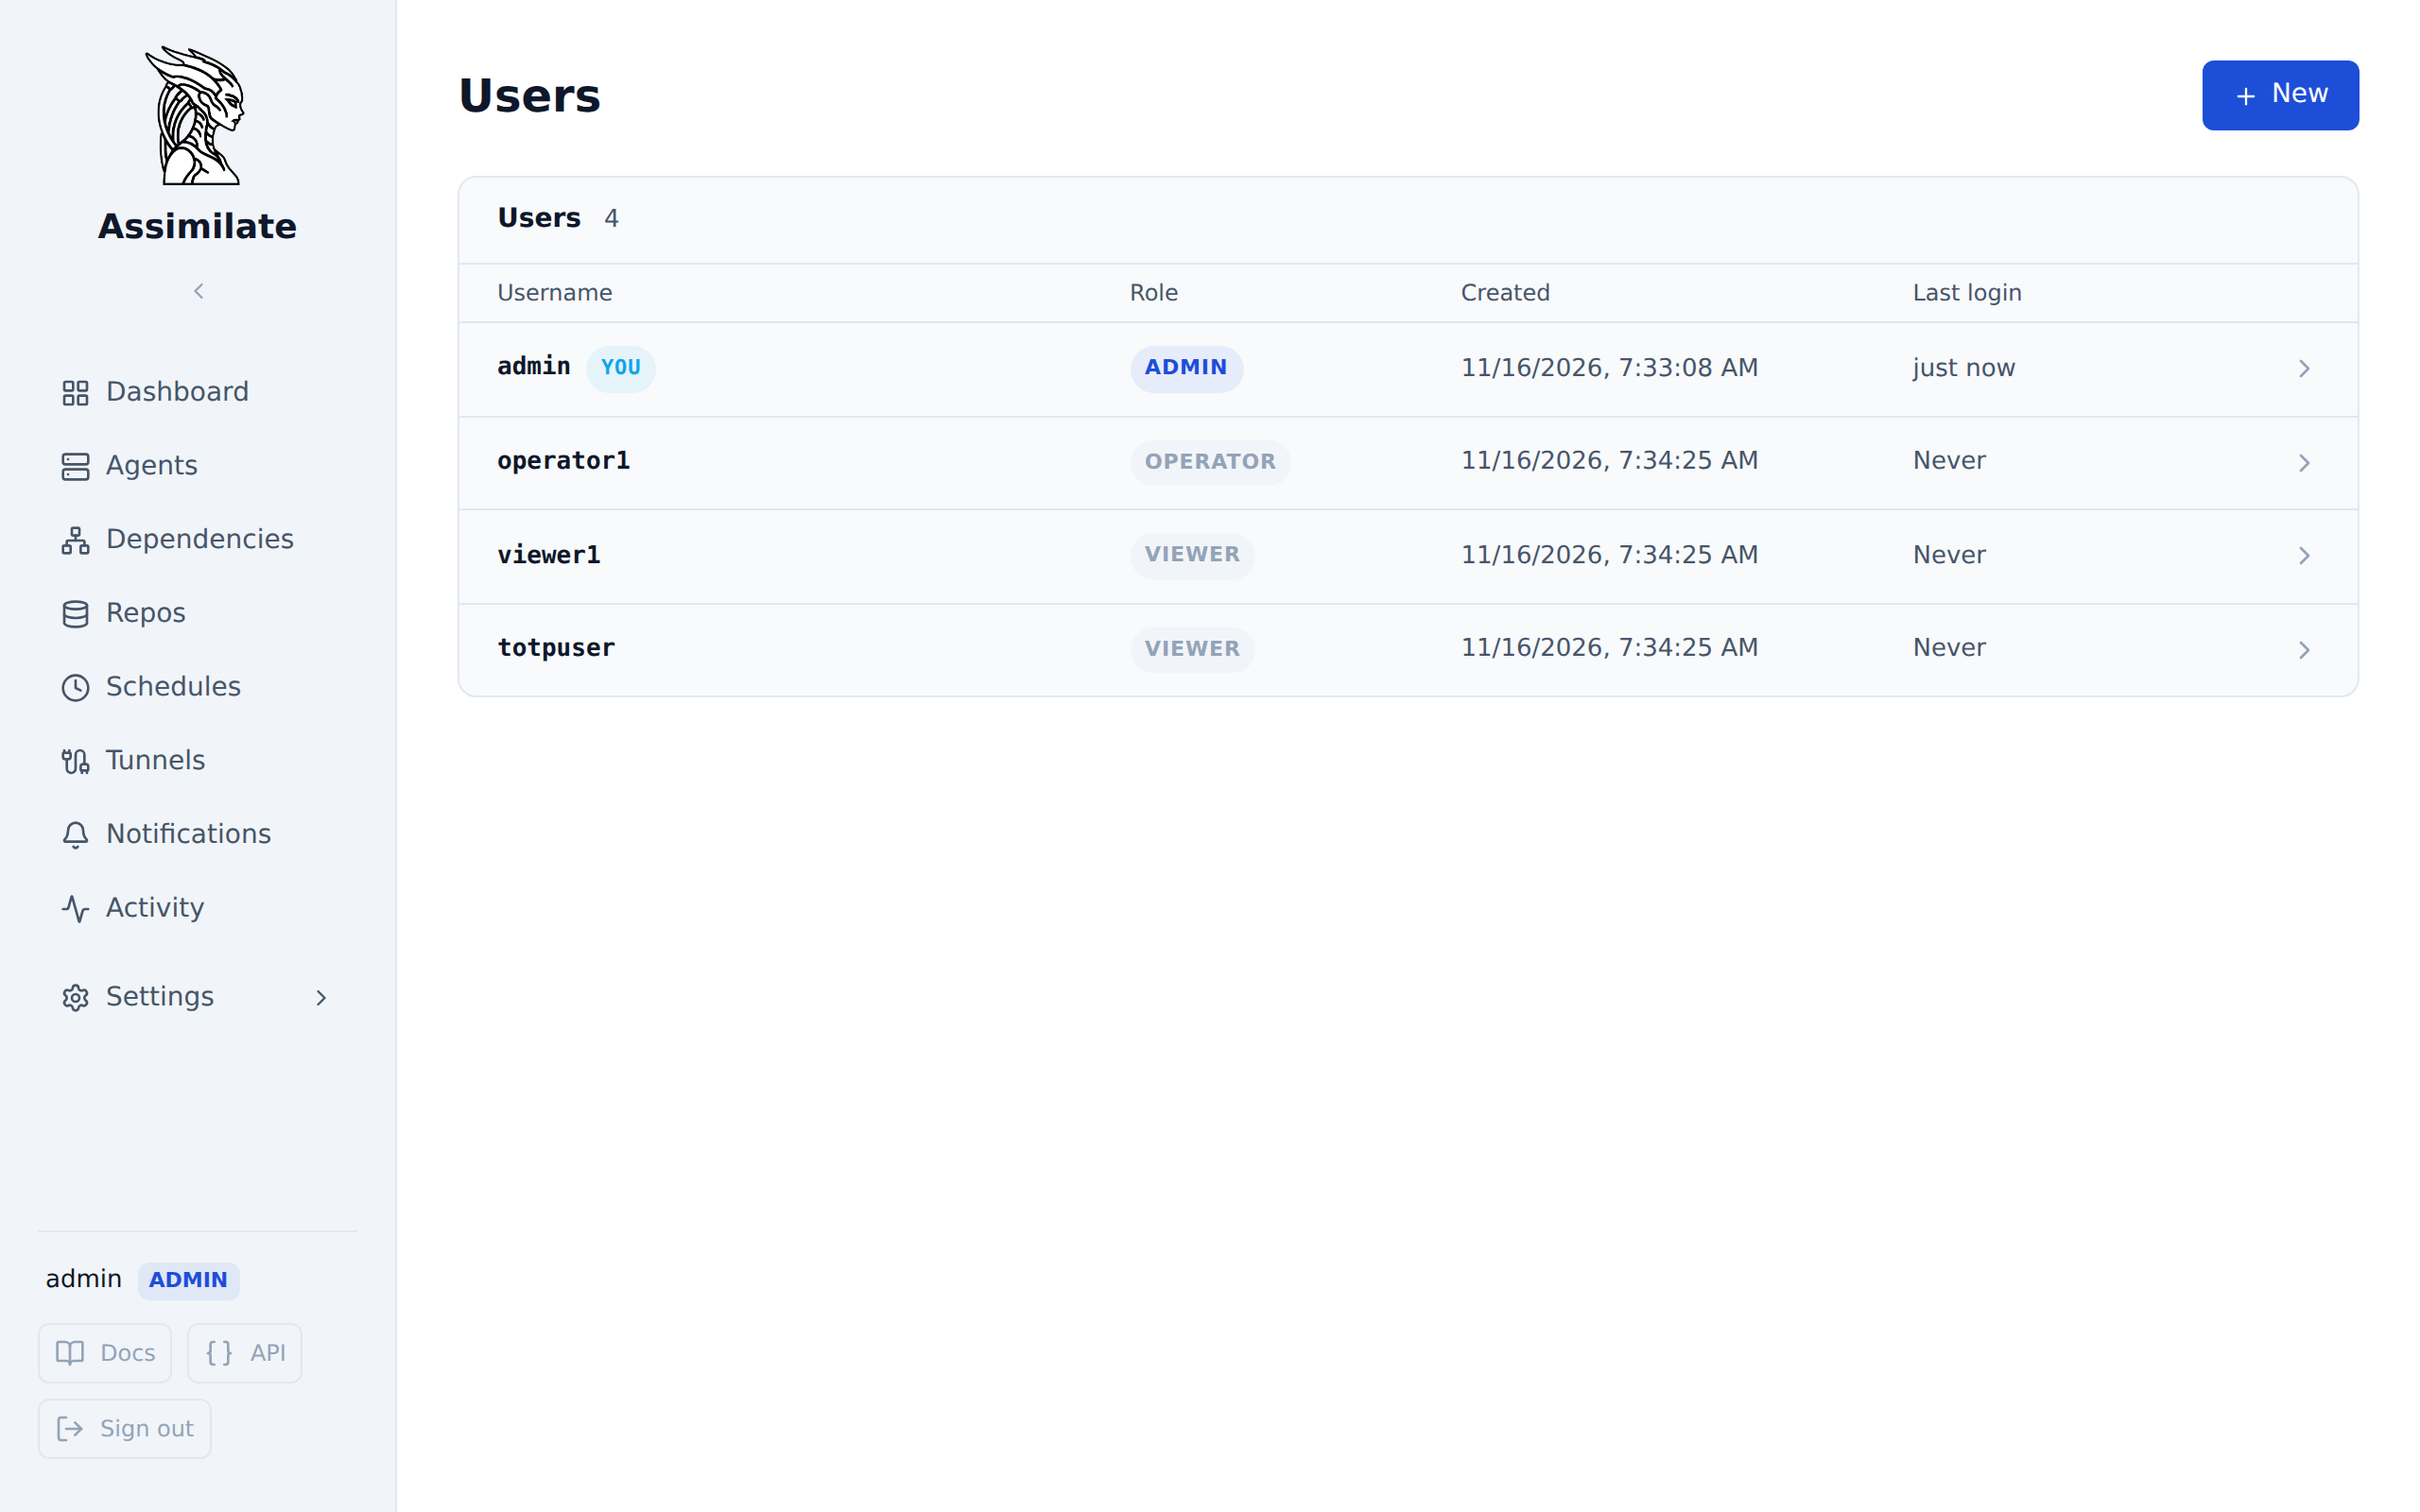 Assimilate
Dashboard
Agents
Dependencies
Repos
Schedules
Tunnels
Notifications
Activity
Settings
admin ADMIN
Docs API
Sign out
Users
New
Users 4
Username Role Created Last login
admin YOU ADMIN 11/16/2026, 7:33:08 AM just now
operator1 OPERATOR 11/16/2026, 7:34:25 AM Never
viewer1 VIEWER 11/16/2026, 7:34:25 AM Never
totpuser VIEWER 11/16/2026, 7:34:25 AM Never